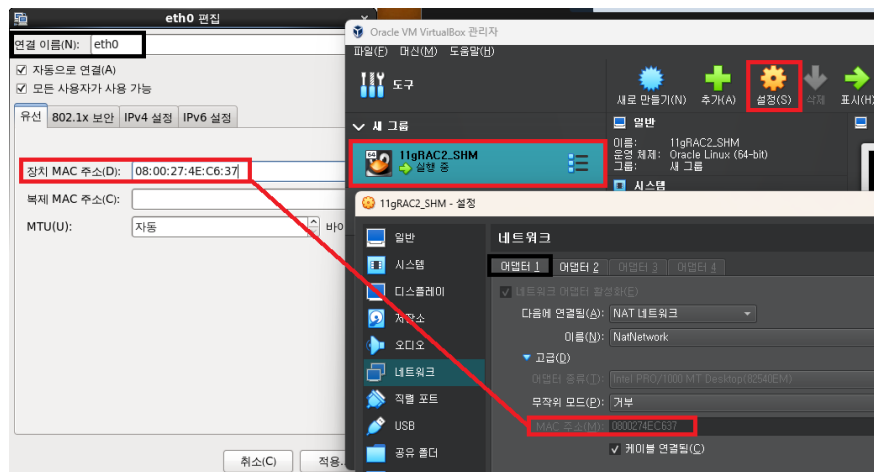 eth0 편집
연결 이름(N): eth0
자동으로 연결(A)
모든 사용자가 사용 가능
유선 802.1x 보안 IPv4 설정 IPv6 설정
장치 MAC 주소(D): 08:00:27:4E:C6:37
복제 MAC 주소(C):
MTU(U): 자동 바이
취소(C) 적용..
Oracle VM VirtualBox 관리자
파일(F) 머신(M) 도움말(H)
도구
새로 만들기(N) 추가(A) 설정(S) 삭제 표시(H)
새 그룹
11gRAC2_SHM
실행 중
일반
이름: 11gRAC2_SHM
운영 체제: Oracle Linux (64-bit)
그룹: 새 그룹
시스템
11gRAC2_SHM - 설정
일반
시스템
디스플레이
저장소
오디오
네트워크
직렬 포트
USB
공유 폴더
네트워크
어댑터 1 어댑터 2 어댑터 3 어댑터 4
네트워크 어댑터 활성화(E)
다음에 연결됨(A): NAT 네트워크
이름(N): NatNetwork
고급(D)
어댑터 종류(T): Intel PRO/1000 MT Desktop(82540EM)
무작위 모드(P): 거부
MAC 주소(M): 0800274EC637
케이블 연결됨(C)